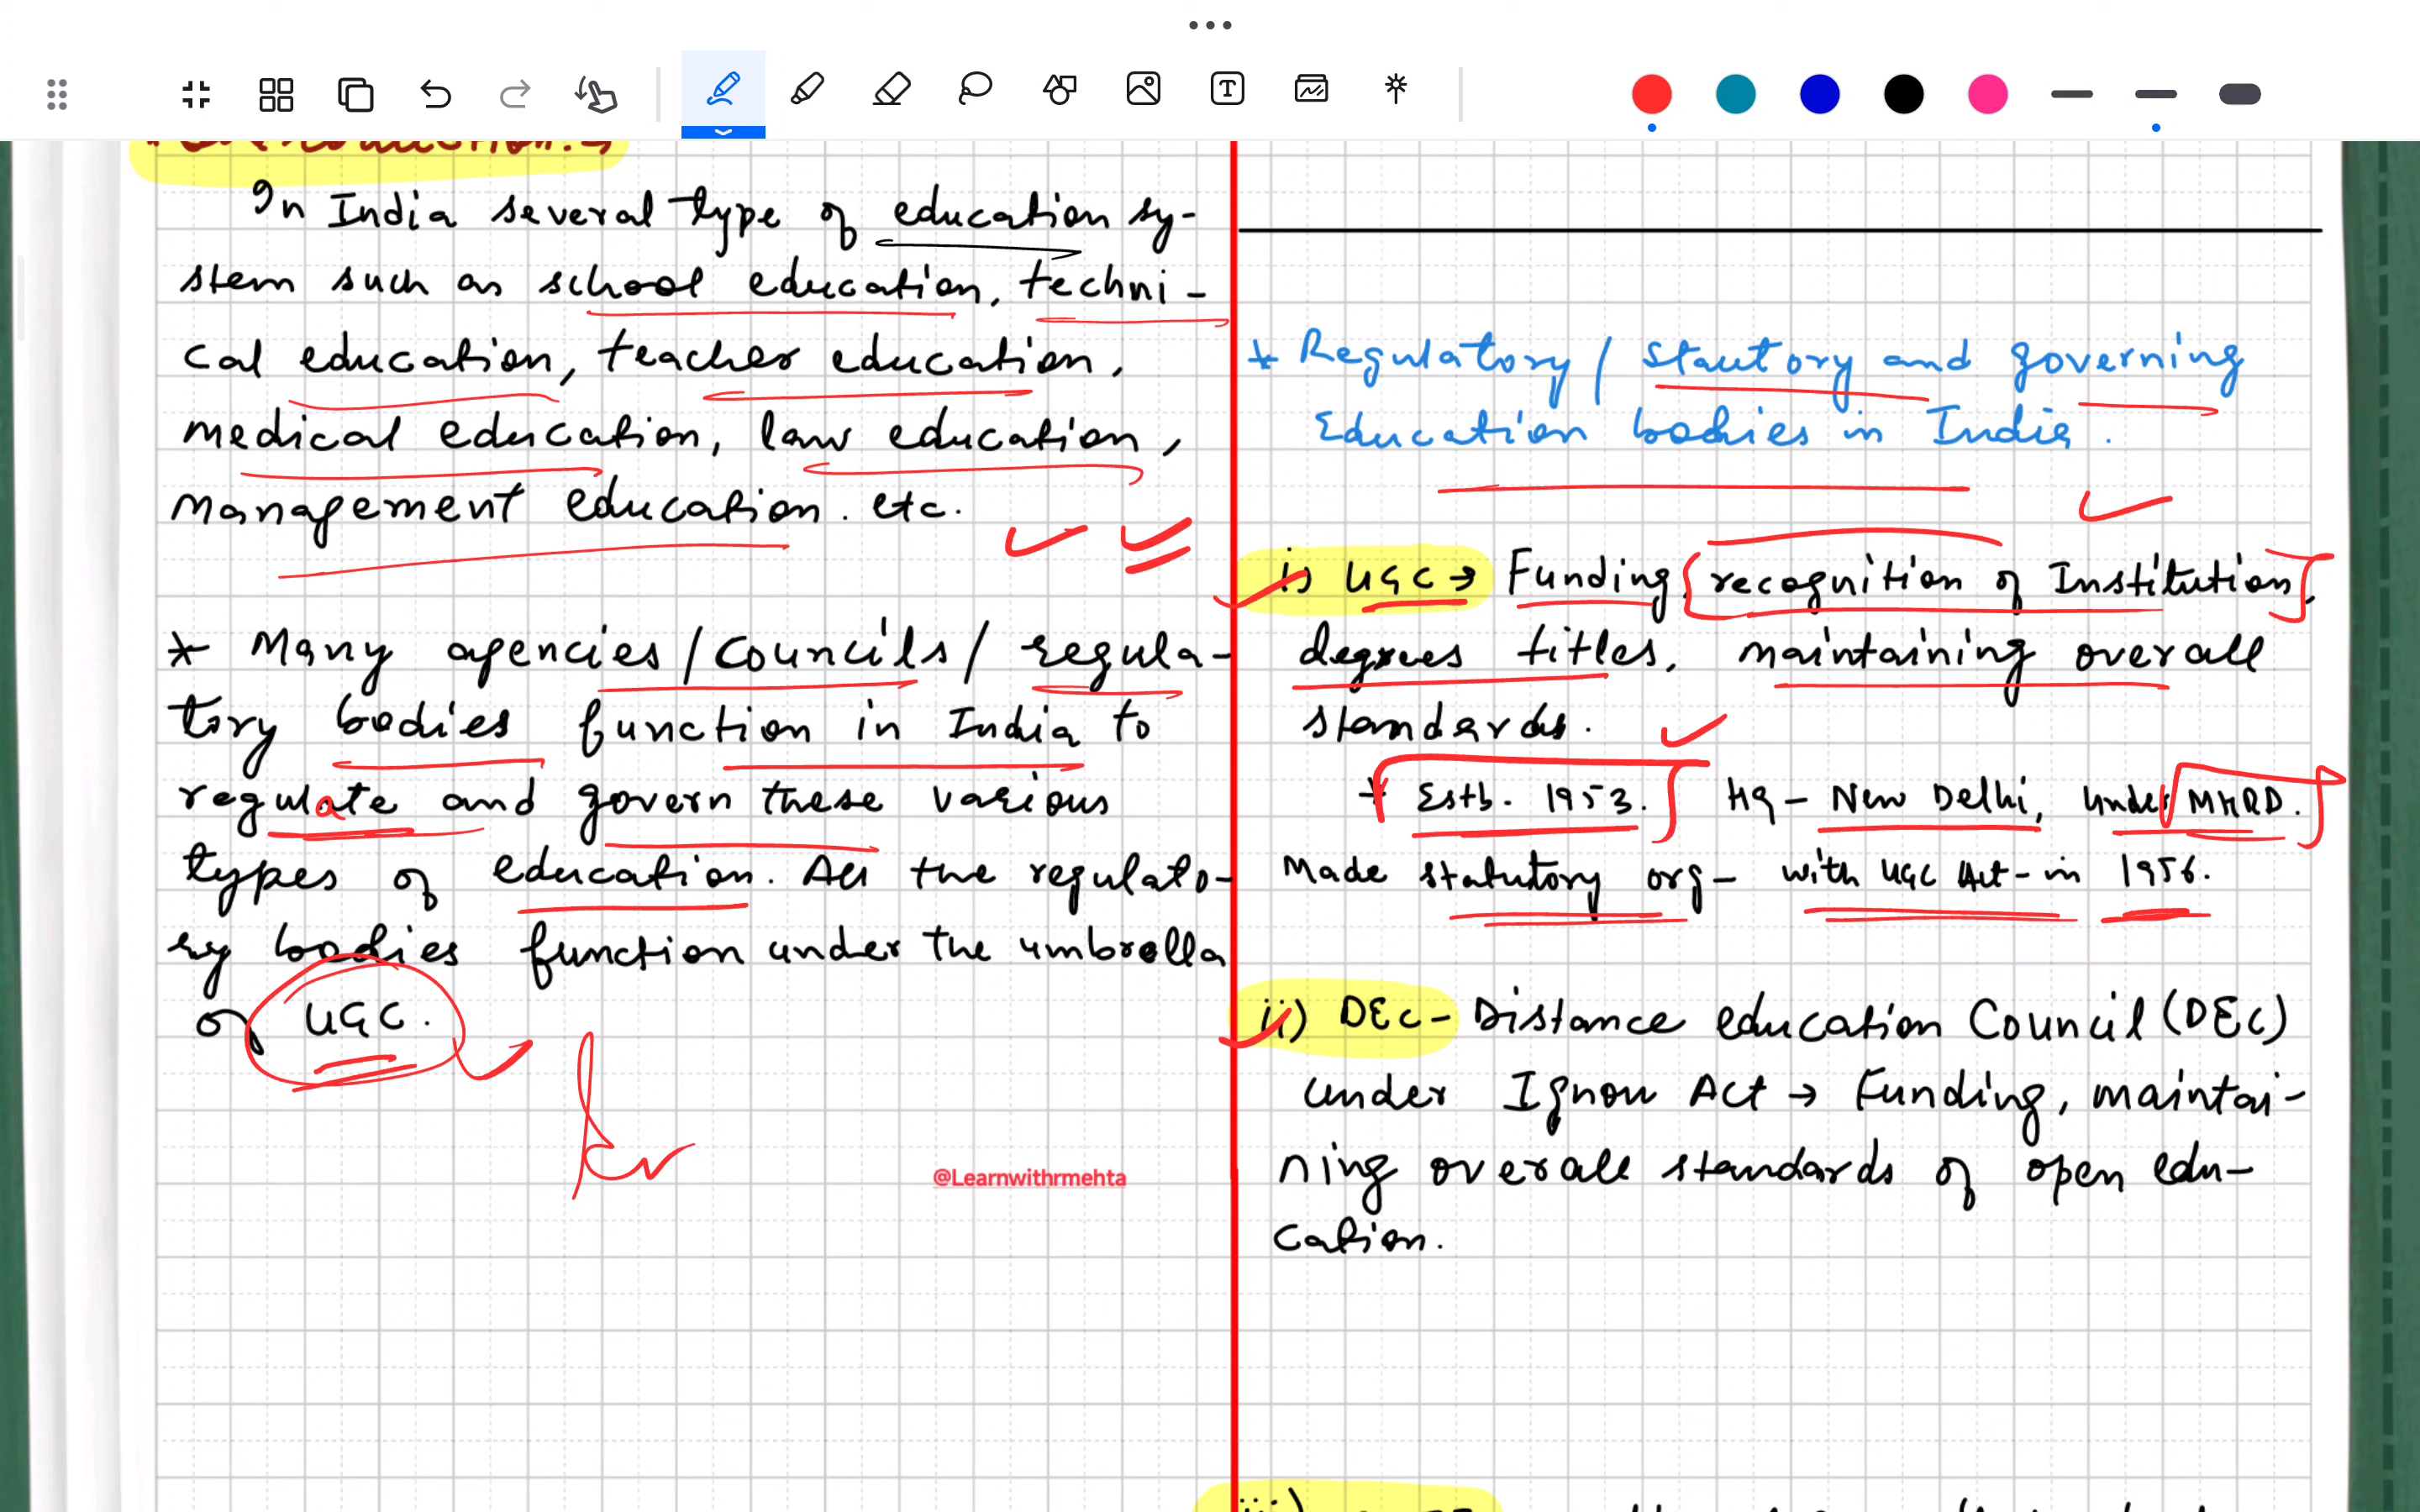 In India several type of education sy-
stem such as school education, techni-
cal education, teacher education,
medical education, law education,
management education. etc.
* Many agencies / Councils / regula-
tory bodies function in India to
regulate and govern these various
types of education. All the regulato-
ry bodies function under the umbrella
of UGC.
@Learnwithrmehta
* Regulatory / stautory and governing
Education bodies in India.
i) UGC → Funding, recognition of Institution,
degrees titles, maintaining overall
standards.
* Estb. 1953. HQ - New Delhi, under MHRD.
Made statutory org - with UGC Act - in 1956.
ii) DEC - Distance education Council (DEC)
under Ignou Act → Funding, maintai-
ning overall standards of open edu-
cation.
iii)